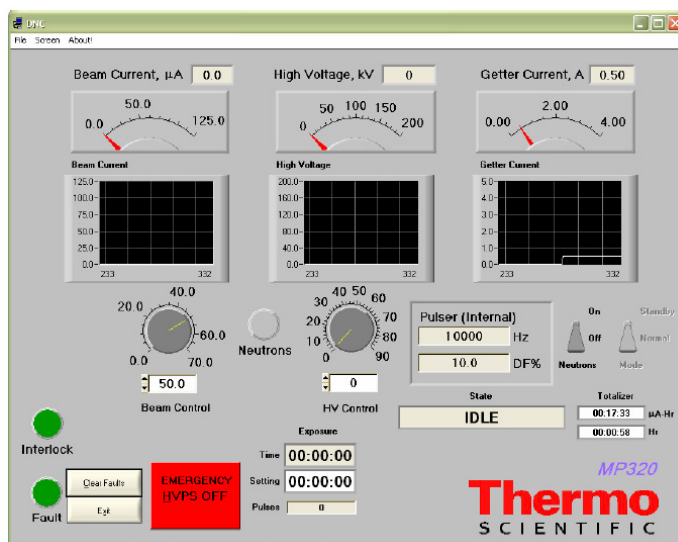 DNC
File Screen About!
Beam Current, µA 0.0
High Voltage, kV 0
Getter Current, A 0.50
0.0 50.0 125.0
0 50 100 150 200
0.00 2.00 4.00
Beam Current
High Voltage
Getter Current
125.0
100.0
75.0
50.0
25.0
0.0
233 332
200.0
160.0
120.0
80.0
40.0
0.0
233 332
5.0
4.0
3.0
2.0
1.0
0.0
233 332
0.0 20.0 40.0 60.0 70.0
50.0
Beam Control
Neutrons
0 10 20 30 40 50 60 70 80 90
0
HV Control
Pulser (Internal)
10000 Hz
10.0 DF%
On
Off
Neutrons
Standby
Normal
Mode
State
IDLE
Totalizer
00:17:33 µA-Hr
00:00:58 Hr
Interlock
Fault
Clear Faults
Exit
EMERGENCY
HVPS OFF
Exposure
Time 00:00:00
Setting 00:00:00
Pulses 0
MP320
Thermo
SCIENTIFIC